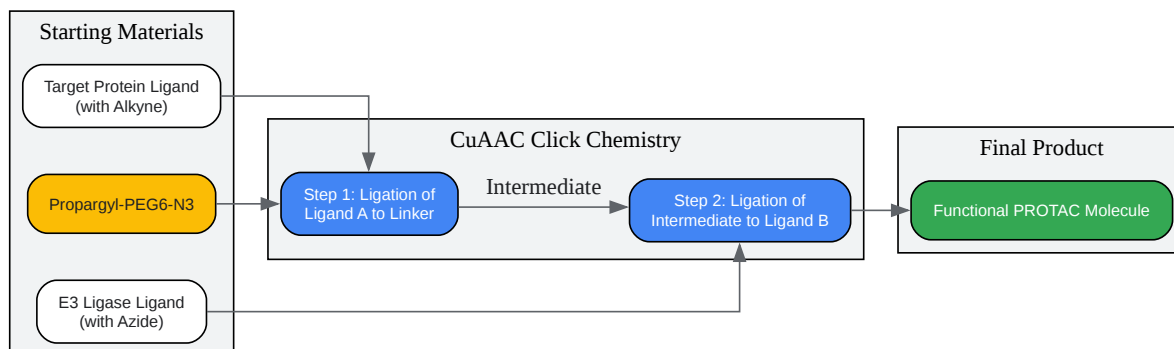 Starting Materials
Target Protein Ligand
(with Alkyne)
Propargyl-PEG6-N3
E3 Ligase Ligand
(with Azide)
CuAAC Click Chemistry
Step 1: Ligation of
Ligand A to Linker
Intermediate
Step 2: Ligation of
Intermediate to Ligand B
Final Product
Functional PROTAC Molecule